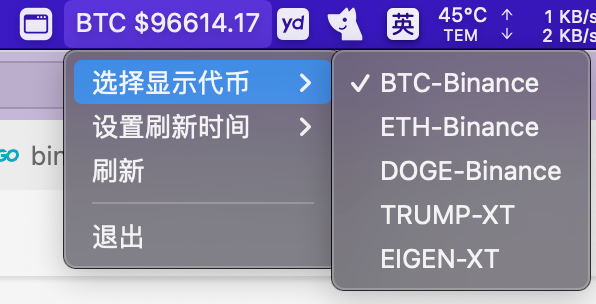 BTC $96614.17
yd
英
45°C ↑ 1 KB/s
TEM ↓ 2 KB/s
选择显示代币
BTC-Binance
设置刷新时间
ETH-Binance
GO bin
刷新
DOGE-Binance
TRUMP-XT
退出
EIGEN-XT